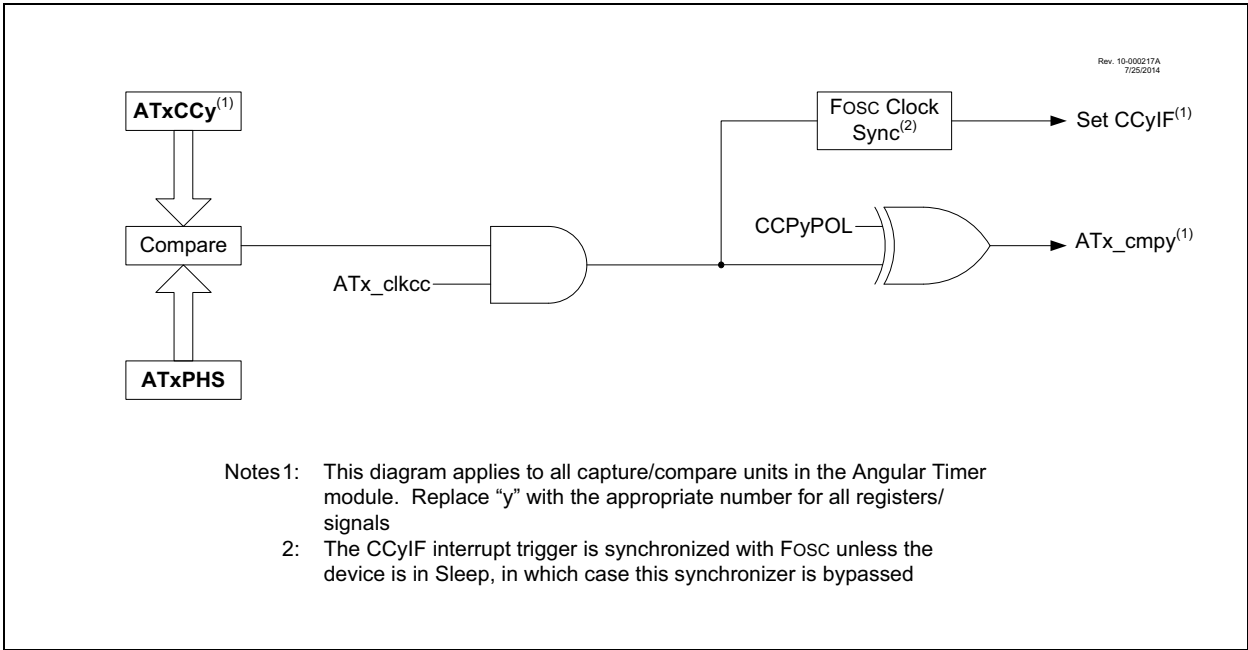 Rev. 10-000217A
7/25/2014
ATxCCy(1)
FOSC Clock
Sync(2)
Set CCyIF(1)
Compare
CCPyPOL
ATx_cmpy(1)
ATx_clkcc
ATxPHS
Notes1: This diagram applies to all capture/compare units in the Angular Timer
module. Replace “y” with the appropriate number for all registers/
signals
2: The CCyIF interrupt trigger is synchronized with FOSC unless the
device is in Sleep, in which case this synchronizer is bypassed